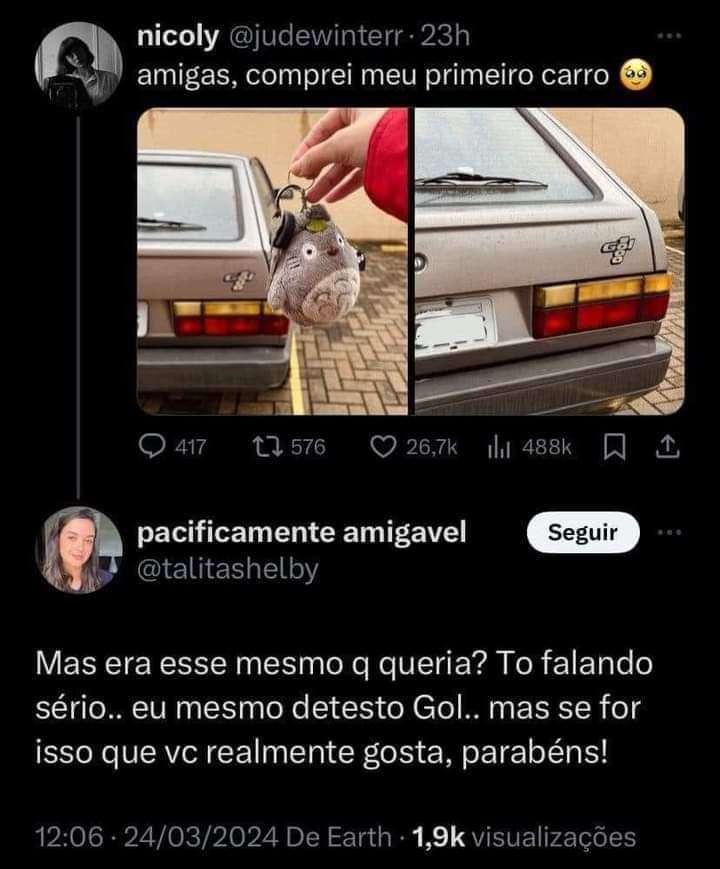 nicoly @judewinterr · 23h
amigas, comprei meu primeiro carro 🥹
Gol
Gol
417 576 26,7k 488k
pacificamente amigavel
Seguir
@talitashelby
Mas era esse mesmo q queria? To falando
sério.. eu mesmo detesto Gol.. mas se for
isso que vc realmente gosta, parabéns!
12:06 · 24/03/2024 De Earth · 1,9k visualizações